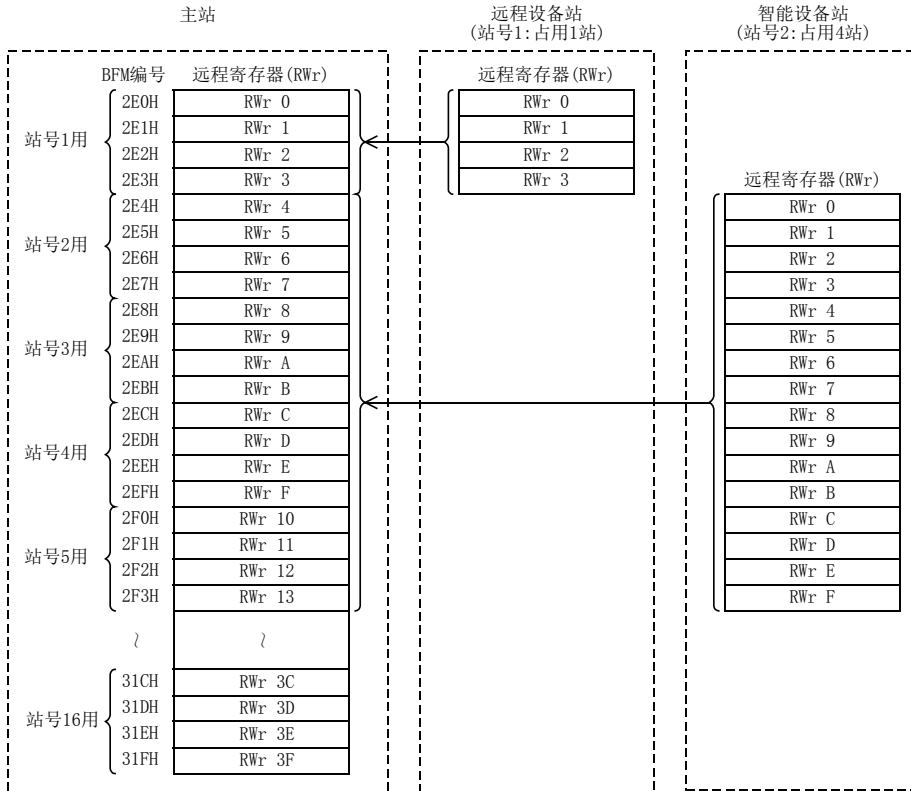 主站
远程设备站
(站号1:占用1站)
智能设备站
(站号2:占用4站)
BFM编号 远程寄存器(RWr)
远程寄存器(RWr)
站号1用
2E0H RWr 0
2E1H RWr 1
2E2H RWr 2
2E3H RWr 3
RWr 0
RWr 1
RWr 2
RWr 3
站号2用
2E4H RWr 4
2E5H RWr 5
2E6H RWr 6
2E7H RWr 7
站号3用
2E8H RWr 8
2E9H RWr 9
2EAH RWr A
2EBH RWr B
站号4用
2ECH RWr C
2EDH RWr D
2EEH RWr E
2EFH RWr F
站号5用
2F0H RWr 10
2F1H RWr 11
2F2H RWr 12
2F3H RWr 13
~ ~
站号16用
31CH RWr 3C
31DH RWr 3D
31EH RWr 3E
31FH RWr 3F
远程寄存器(RWr)
RWr 0
RWr 1
RWr 2
RWr 3
RWr 4
RWr 5
RWr 6
RWr 7
RWr 8
RWr 9
RWr A
RWr B
RWr C
RWr D
RWr E
RWr F